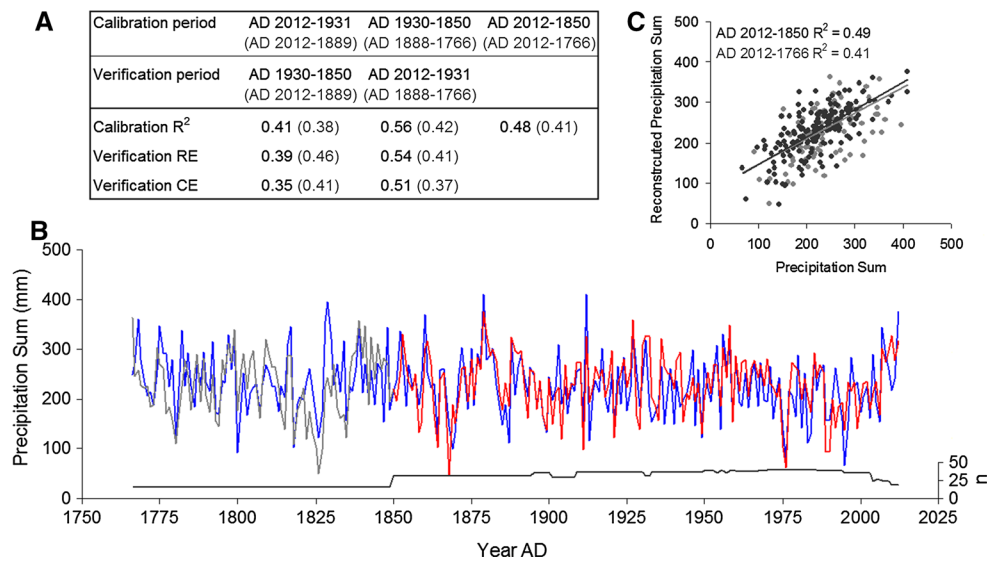 A
Calibration period AD 2012-1931 AD 1930-1850 AD 2012-1850
(AD 2012-1889) (AD 1888-1766) (AD 2012-1766)
Verification period AD 1930-1850 AD 2012-1931
(AD 2012-1889) (AD 1888-1766)
Calibration R² 0.41 (0.38) 0.56 (0.42) 0.48 (0.41)
Verification RE 0.39 (0.46) 0.54 (0.41)
Verification CE 0.35 (0.41) 0.51 (0.37)
C
AD 2012-1850 R² = 0.49
AD 2012-1766 R² = 0.41
Reconstrcuted Precipitation Sum
500
400
300
200
100
0
0 100 200 300 400 500
Precipitation Sum
B
Precipitation Sum (mm)
500
400
300
200
100
0
50
25
0
n
1750 1775 1800 1825 1850 1875 1900 1925 1950 1975 2000 2025
Year AD